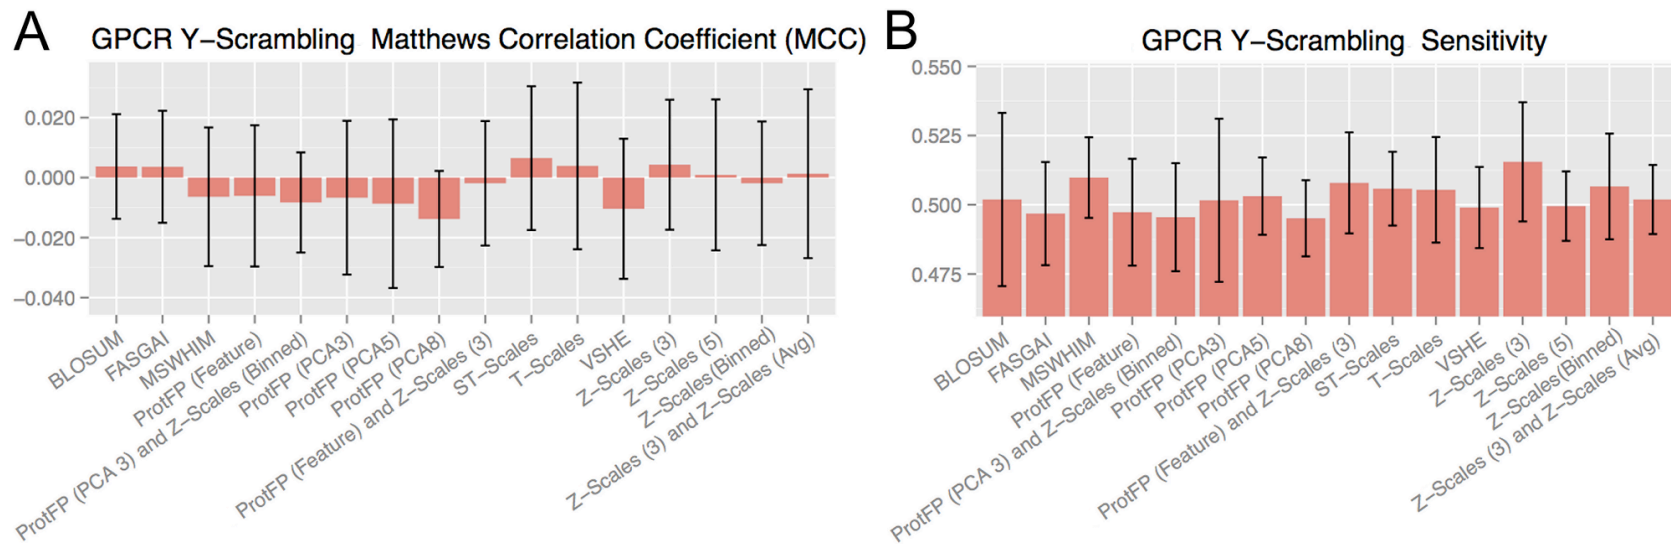 A
GPCR Y−Scrambling Matthews Correlation Coefficient (MCC)
0.020
0.000
−0.020
−0.040
BLOSUM
FASGAI
MSWHIM
ProtFP (Feature)
ProtFP (PCA 3) and Z−Scales (Binned)
ProtFP (PCA3)
ProtFP (PCA5)
ProtFP (PCA8)
ProtFP (Feature) and Z−Scales (3)
ST−Scales
T−Scales
VSHE
Z−Scales (3)
Z−Scales (5)
Z−Scales(Binned)
Z−Scales (3) and Z−Scales (Avg)
B
GPCR Y−Scrambling Sensitivity
0.550
0.525
0.500
0.475
BLOSUM
FASGAI
MSWHIM
ProtFP (Feature)
ProtFP (PCA 3) and Z−Scales (Binned)
ProtFP (PCA3)
ProtFP (PCA5)
ProtFP (PCA8)
ProtFP (Feature) and Z−Scales (3)
ST−Scales
T−Scales
VSHE
Z−Scales (3)
Z−Scales (5)
Z−Scales(Binned)
Z−Scales (3) and Z−Scales (Avg)